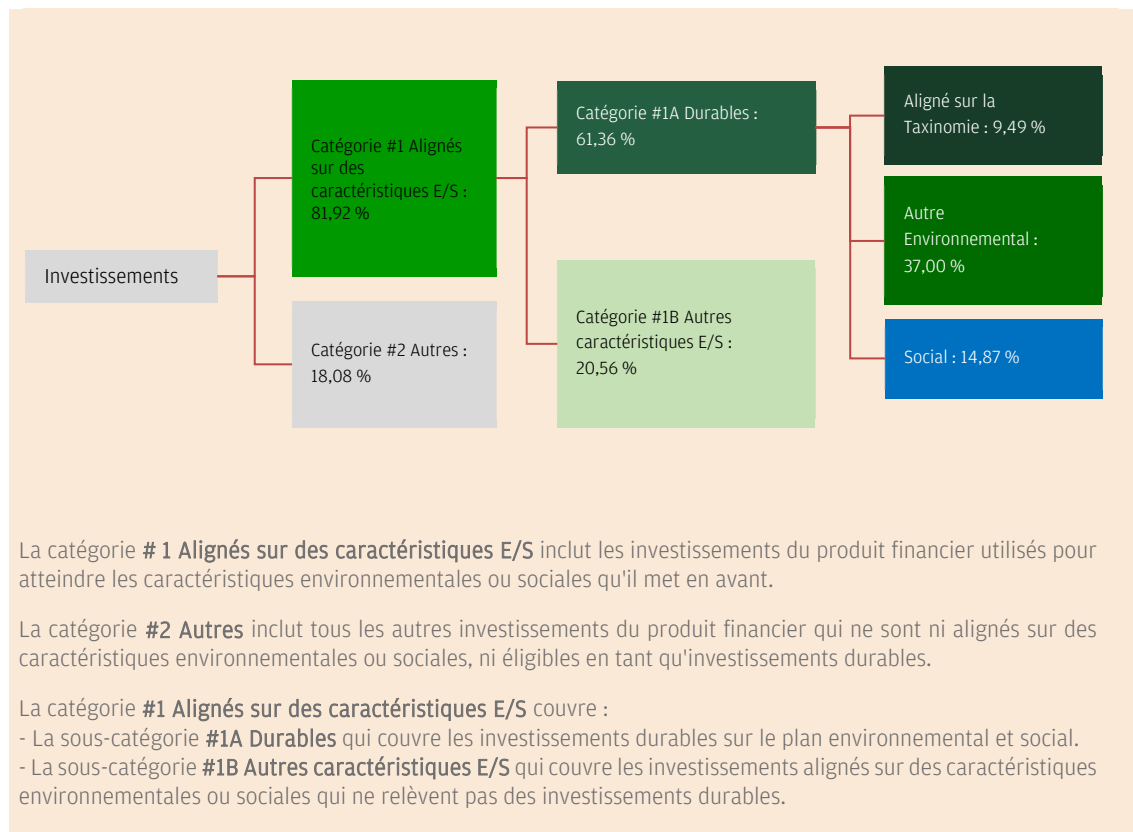 Investissements
Catégorie #1 Alignés
sur des
caractéristiques E/S :
81,92 %
Catégorie #2 Autres :
18,08 %
Catégorie #1A Durables :
61,36 %
Catégorie #1B Autres
caractéristiques E/S :
20,56 %
Aligné sur la
Taxinomie : 9,49 %
Autre
Environnemental :
37,00 %
Social : 14,87 %
La catégorie # 1 Alignés sur des caractéristiques E/S inclut les investissements du produit financier utilisés pour
atteindre les caractéristiques environnementales ou sociales qu'il met en avant.
La catégorie #2 Autres inclut tous les autres investissements du produit financier qui ne sont ni alignés sur des
caractéristiques environnementales ou sociales, ni éligibles en tant qu'investissements durables.
La catégorie #1 Alignés sur des caractéristiques E/S couvre :
- La sous-catégorie #1A Durables qui couvre les investissements durables sur le plan environnemental et social.
- La sous-catégorie #1B Autres caractéristiques E/S qui couvre les investissements alignés sur des caractéristiques
environnementales ou sociales qui ne relèvent pas des investissements durables.